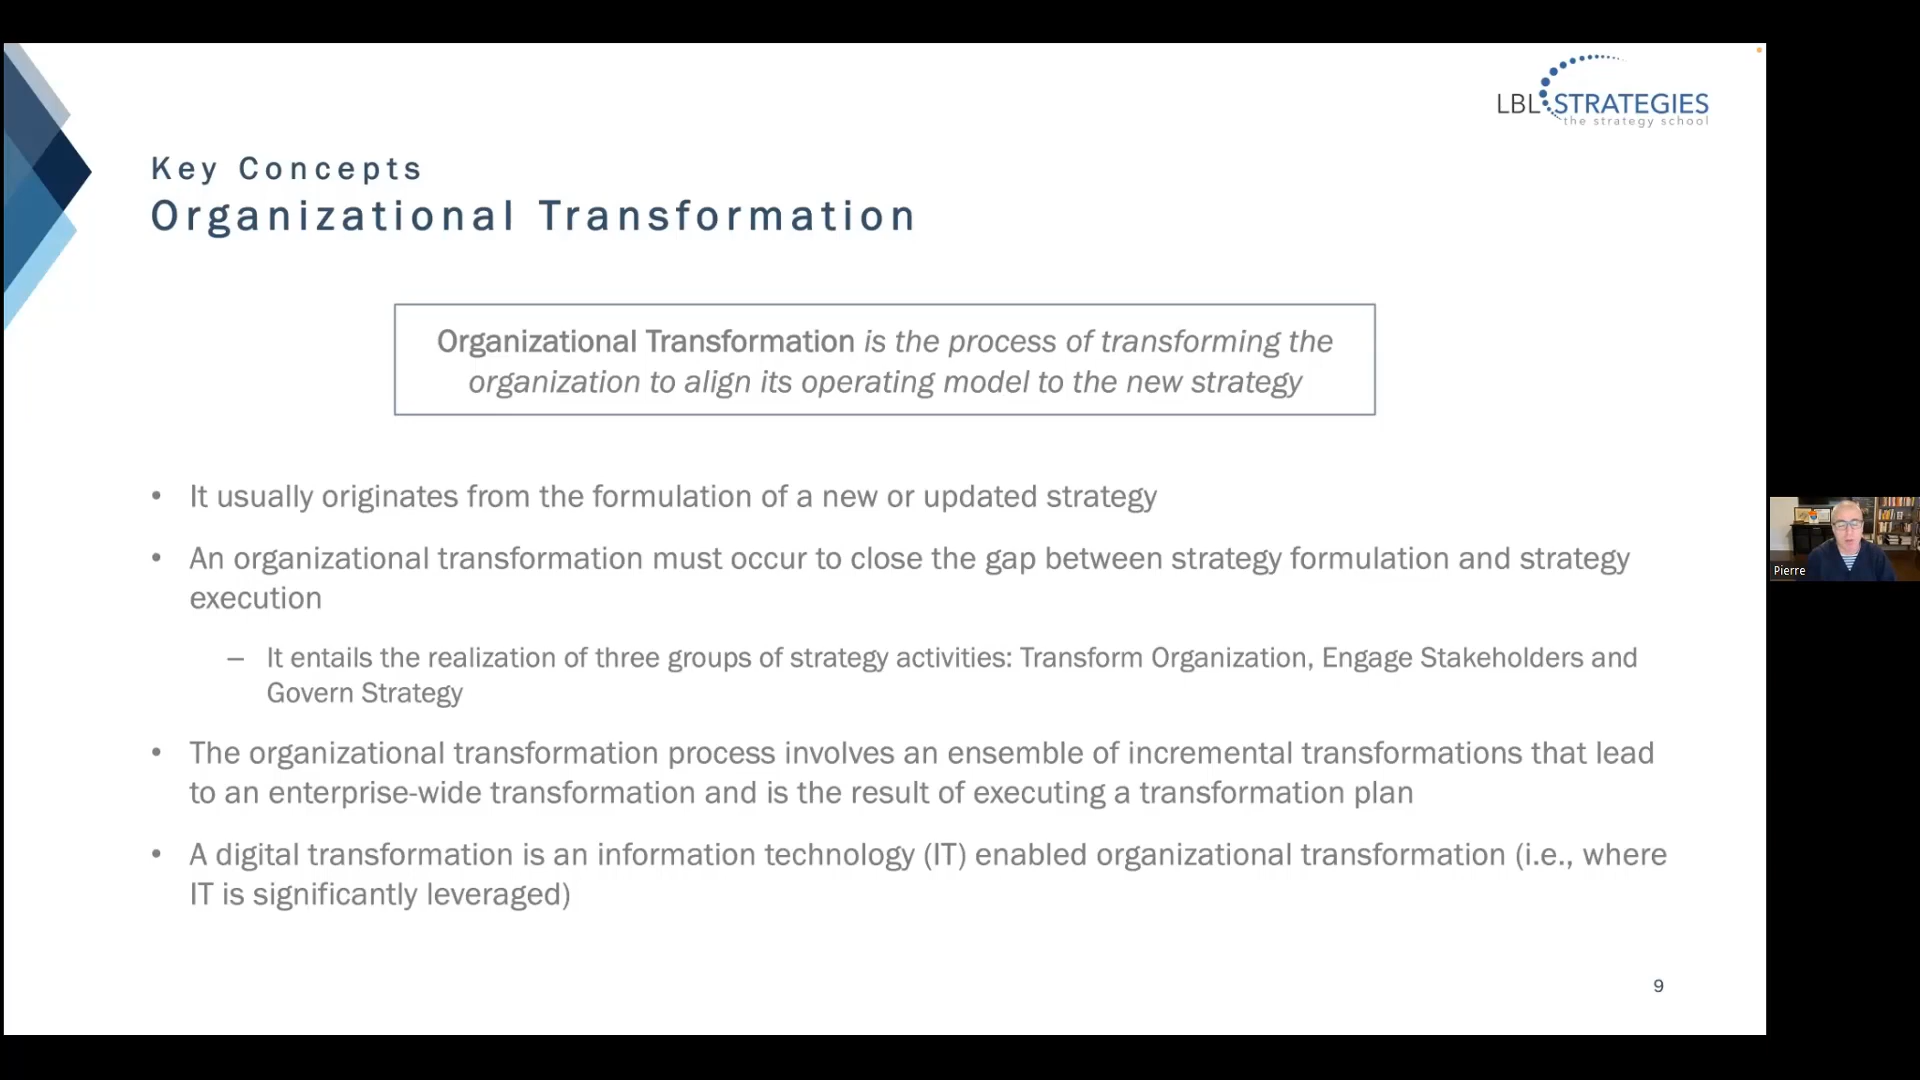 LBL STRATEGIES
the strategy school
Key Concepts
Organizational Transformation
Organizational Transformation is the process of transforming the
organization to align its operating model to the new strategy
• It usually originates from the formulation of a new or updated strategy
• An organizational transformation must occur to close the gap between strategy formulation and strategy
execution
– It entails the realization of three groups of strategy activities: Transform Organization, Engage Stakeholders and
Govern Strategy
• The organizational transformation process involves an ensemble of incremental transformations that lead
to an enterprise-wide transformation and is the result of executing a transformation plan
• A digital transformation is an information technology (IT) enabled organizational transformation (i.e., where
IT is significantly leveraged)
9
Pierre